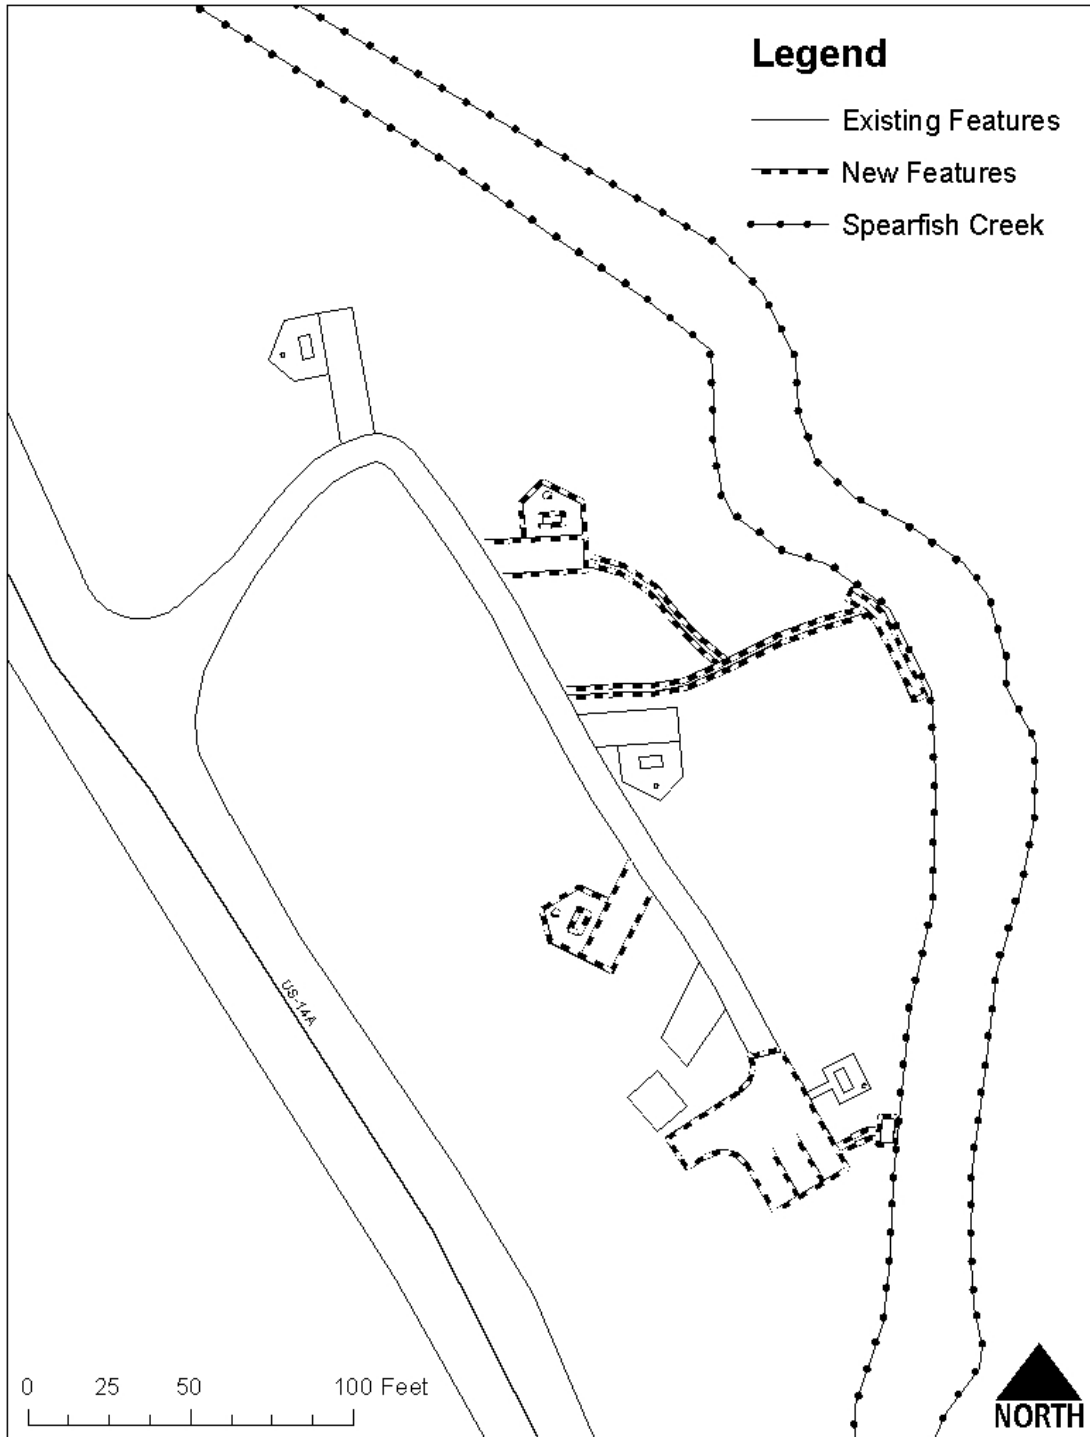 Legend
Existing Features
New Features
Spearfish Creek
US-14A
0 25 50 100 Feet
NORTH